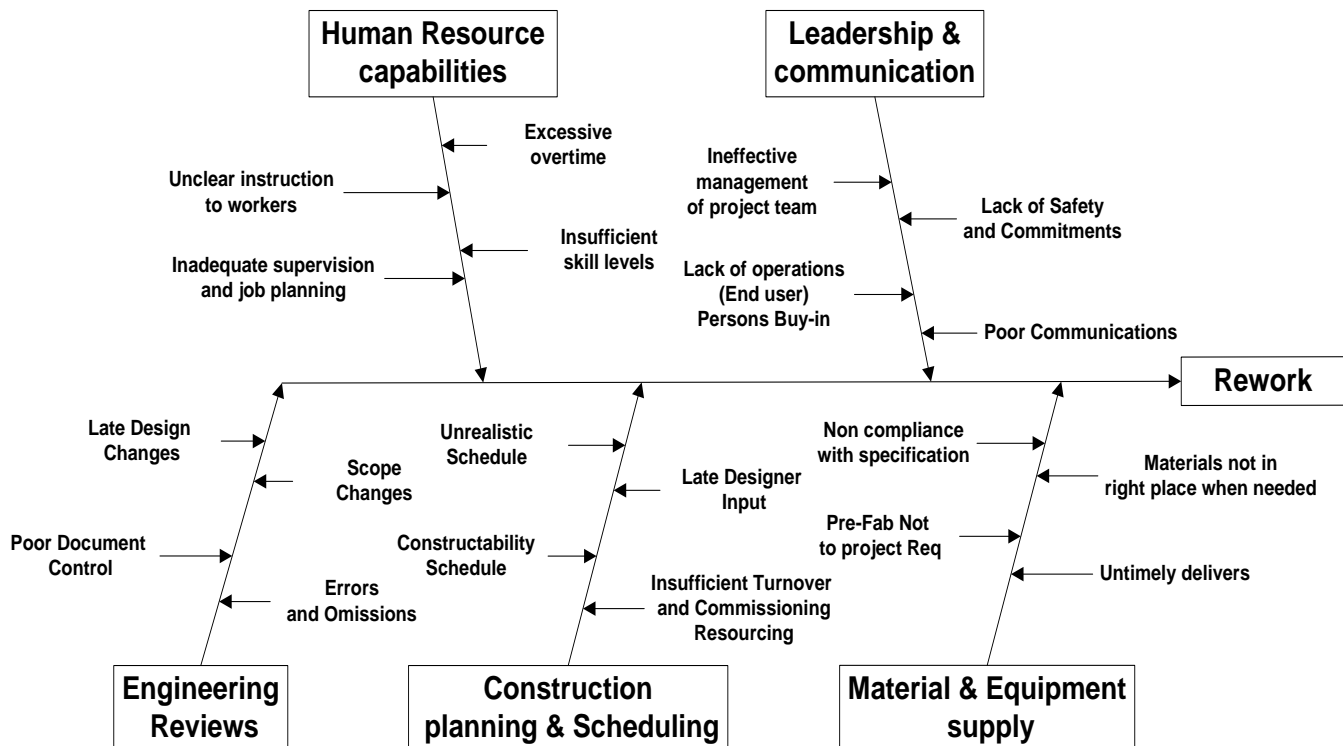 Human Resource
capabilities
Leadership &
communication
Excessive
overtime
Unclear instruction
to workers
Insufficient
skill levels
Inadequate supervision
and job planning
Ineffective
management
of project team
Lack of Safety
and Commitments
Lack of operations
(End user)
Persons Buy-in
Poor Communications
Rework
Late Design
Changes
Scope
Changes
Poor Document
Control
Errors
and Omissions
Unrealistic
Schedule
Late Designer
Input
Constructability
Schedule
Insufficient Turnover
and Commissioning
Resourcing
Non compliance
with specification
Materials not in
right place when needed
Pre-Fab Not
to project Req
Untimely delivers
Engineering
Reviews
Construction
planning & Scheduling
Material & Equipment
supply